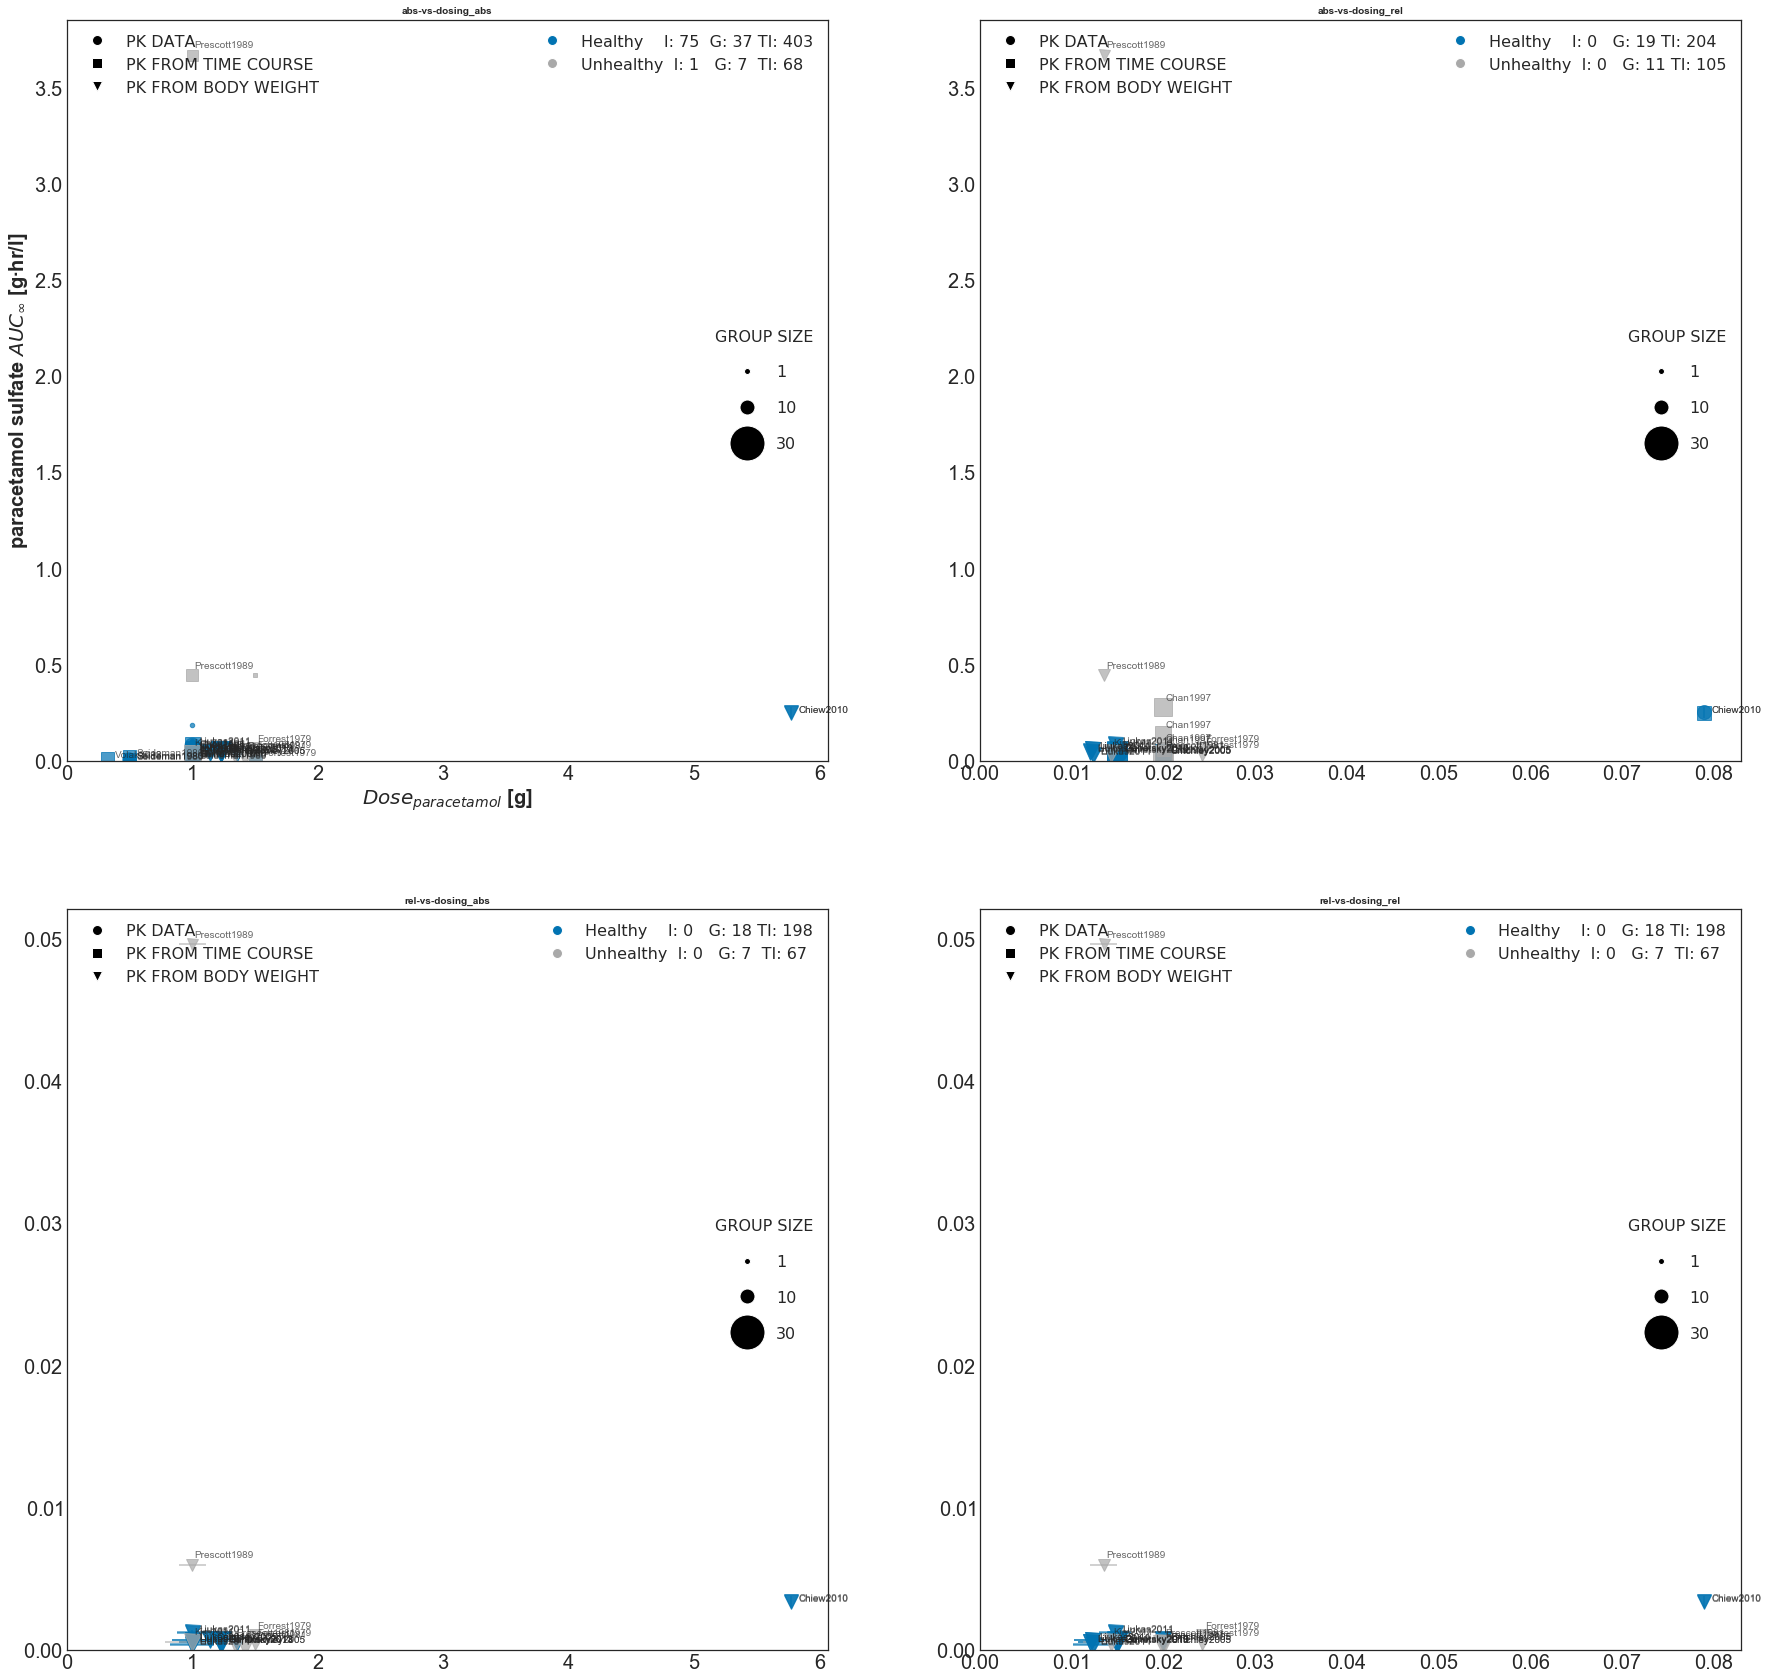 abs-vs-dosing_abs
PK DATA
PK FROM TIME COURSE
PK FROM BODY WEIGHT
Healthy I: 75 G: 37 TI: 403
Unhealthy I: 1 G: 7 TI: 68
Prescott1989
GROUP SIZE
1
10
30
Prescott1989
Chiew2010
Forrest1979
paracetamol sulfate AUC∞ [g·hr/l]
3.5
3.0
2.5
2.0
1.5
1.0
0.5
0.0
0 1 2 3 4 5 6
Dose paracetamol [g]
abs-vs-dosing_rel
PK DATA
PK FROM TIME COURSE
PK FROM BODY WEIGHT
Healthy I: 0 G: 19 TI: 204
Unhealthy I: 0 G: 11 TI: 105
Prescott1989
GROUP SIZE
1
10
30
Prescott1989
Chan1997
Chan1997
Chan1997
Chiew2010
Forrest1979
3.5
3.0
2.5
2.0
1.5
1.0
0.5
0.0
0.00 0.01 0.02 0.03 0.04 0.05 0.06 0.07 0.08
rel-vs-dosing_abs
PK DATA
PK FROM TIME COURSE
PK FROM BODY WEIGHT
Healthy I: 0 G: 18 TI: 198
Unhealthy I: 0 G: 7 TI: 67
Prescott1989
GROUP SIZE
1
10
30
Prescott1989
Chiew2010
Forrest1979
0.05
0.04
0.03
0.02
0.01
0.00
0 1 2 3 4 5 6
rel-vs-dosing_rel
PK DATA
PK FROM TIME COURSE
PK FROM BODY WEIGHT
Healthy I: 0 G: 18 TI: 198
Unhealthy I: 0 G: 7 TI: 67
Prescott1989
GROUP SIZE
1
10
30
Prescott1989
Chiew2010
Forrest1979
0.05
0.04
0.03
0.02
0.01
0.00
0.00 0.01 0.02 0.03 0.04 0.05 0.06 0.07 0.08